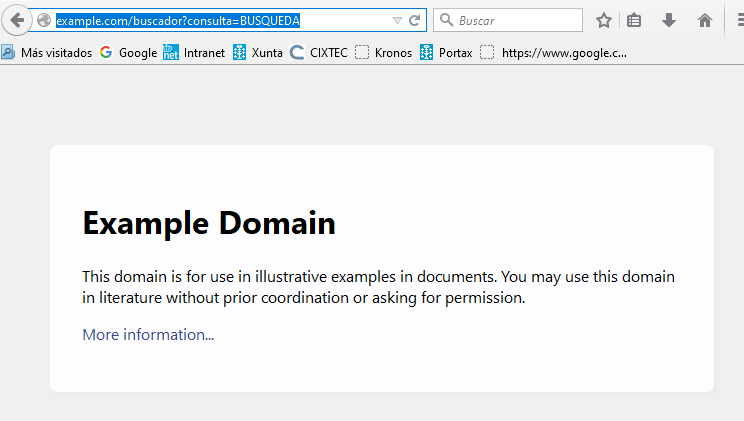 example.com/buscador?consulta=BUSQUEDA
Buscar
Más visitados Google Intranet Xunta CIXTEC Kronos Portax https://www.google.c...
Example Domain
This domain is for use in illustrative examples in documents. You may use this domain
in literature without prior coordination or asking for permission.
More information...